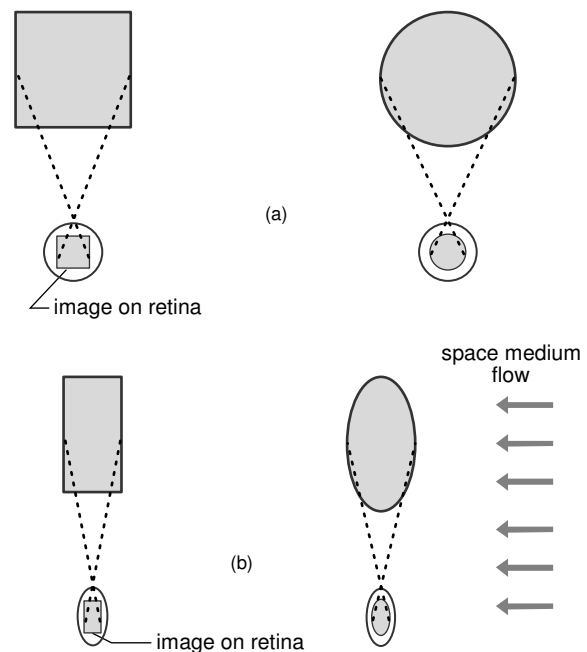 (a)
image on retina
space medium
flow
(b)
image on retina